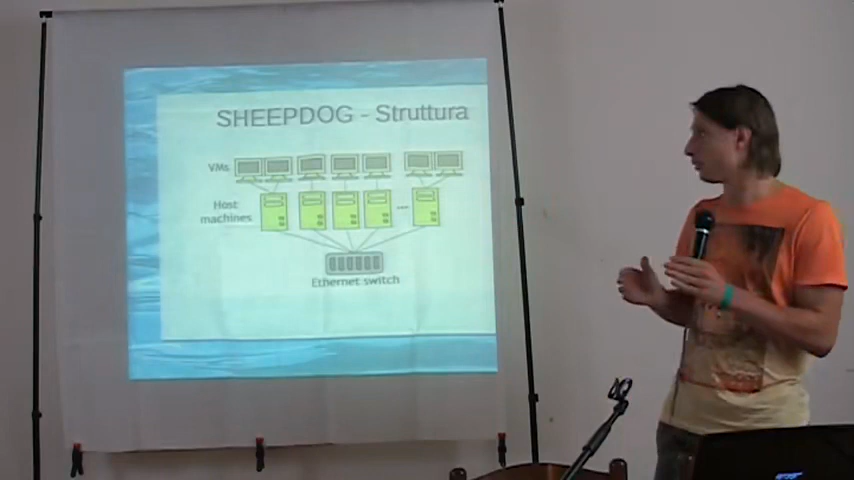 SHEEPDOG - Struttura
VMs
Host
machines
...
Ethernet switch